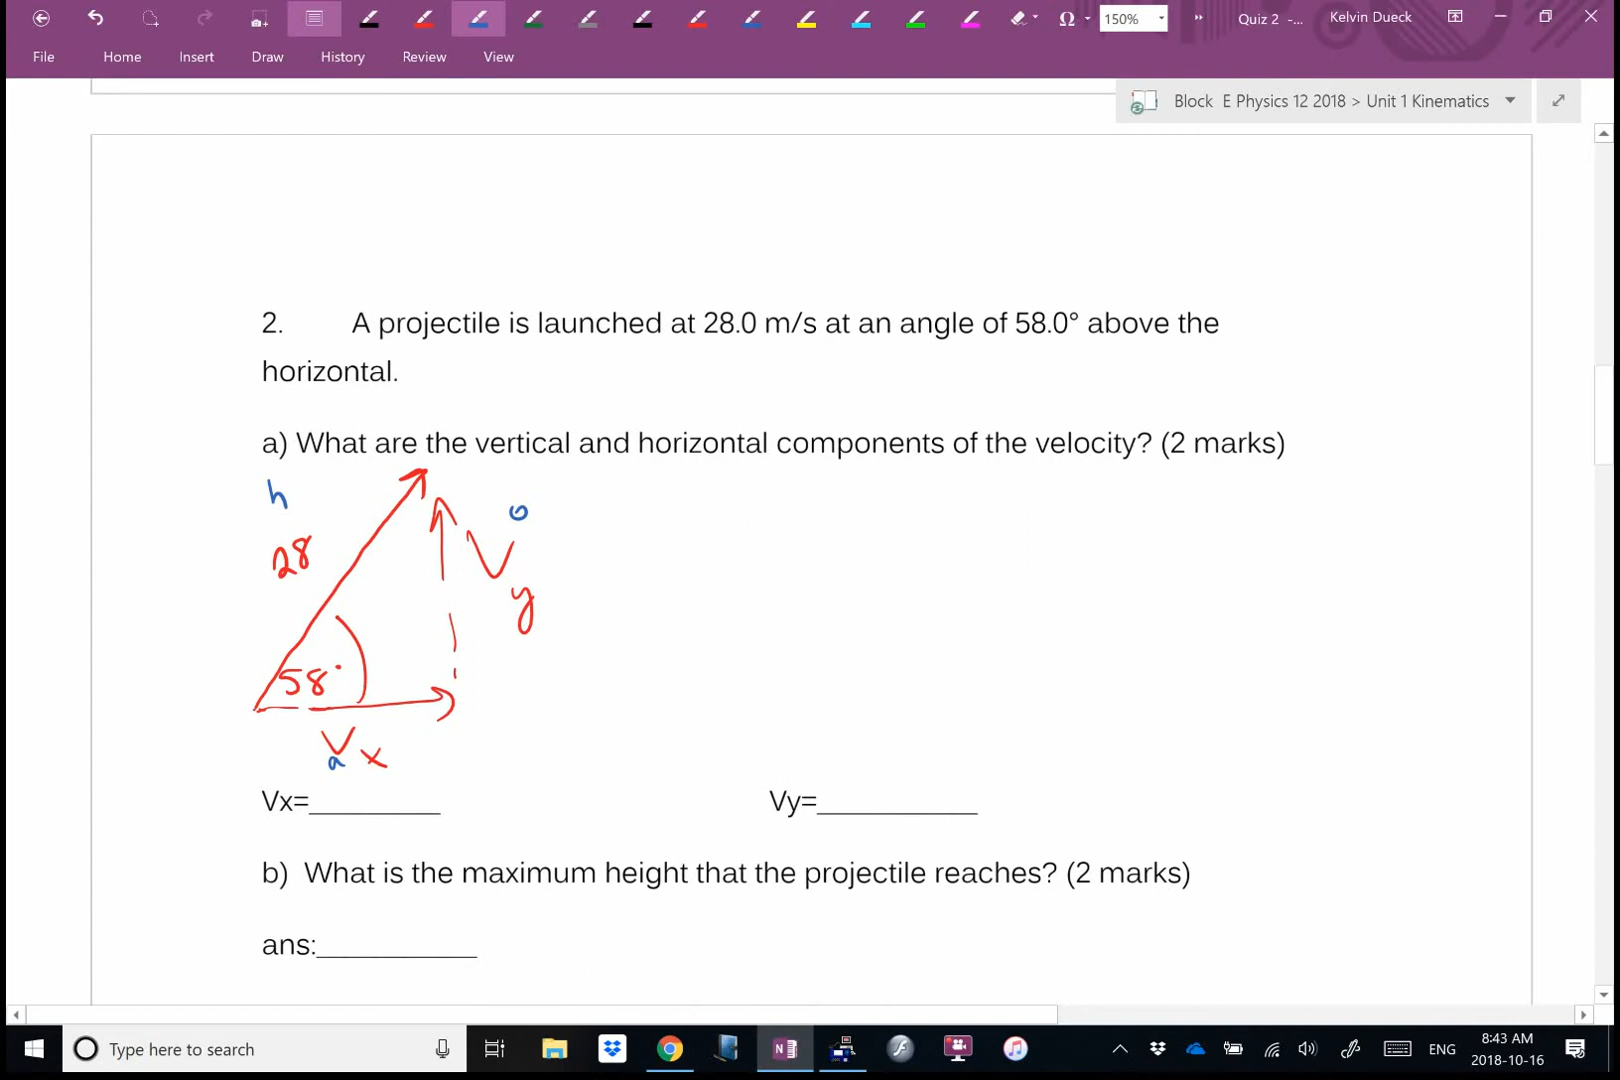 150%
Quiz 2 -...
Kelvin Dueck
File
Home
Insert
Draw
History
Review
View
Block E Physics 12 2018 > Unit 1 Kinematics
2. A projectile is launched at 28.0 m/s at an angle of 58.0° above the
horizontal.
a) What are the vertical and horizontal components of the velocity? (2 marks)
h
28
o
V
y
58°
V
a
x
Vx=________
Vy=__________
b) What is the maximum height that the projectile reaches? (2 marks)
ans:__________
Type here to search
ENG
8:43 AM
2018-10-16